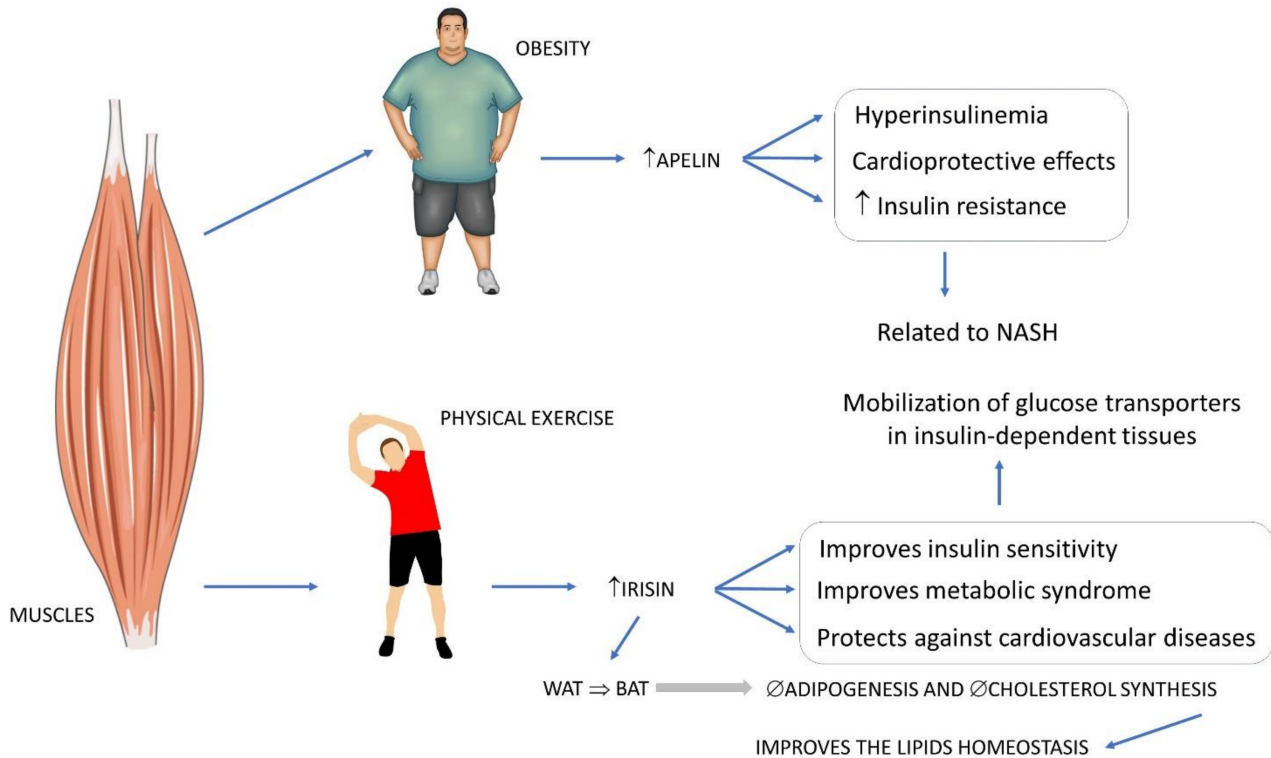 OBESITY
↑APELIN
Hyperinsulinemia
Cardioprotective effects
↑ Insulin resistance
Related to NASH
Mobilization of glucose transporters
in insulin-dependent tissues
PHYSICAL EXERCISE
MUSCLES
↑IRISIN
Improves insulin sensitivity
Improves metabolic syndrome
Protects against cardiovascular diseases
WAT ⇒ BAT
∅ADIPOGENESIS AND ∅CHOLESTEROL SYNTHESIS
IMPROVES THE LIPIDS HOMEOSTASIS